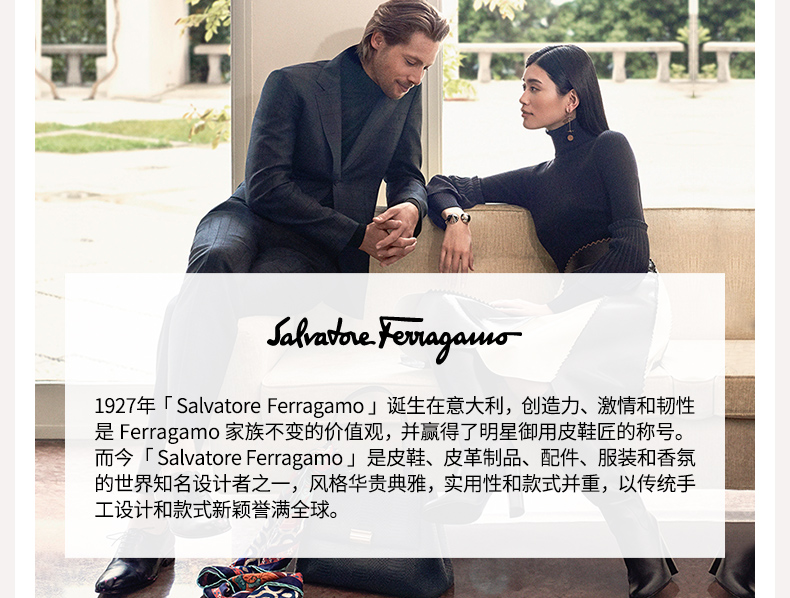 Salvatore Ferragamo
1927年「Salvatore Ferragamo」诞生在意大利，创造力、激情和韧性
是 Ferragamo 家族不变的价值观，并赢得了明星御用皮鞋匠的称号。
而今「Salvatore Ferragamo」是皮鞋、皮革制品、配件、服装和香氛
的世界知名设计者之一，风格华贵典雅，实用性和款式并重，以传统手
工设计和款式新颖誉满全球。